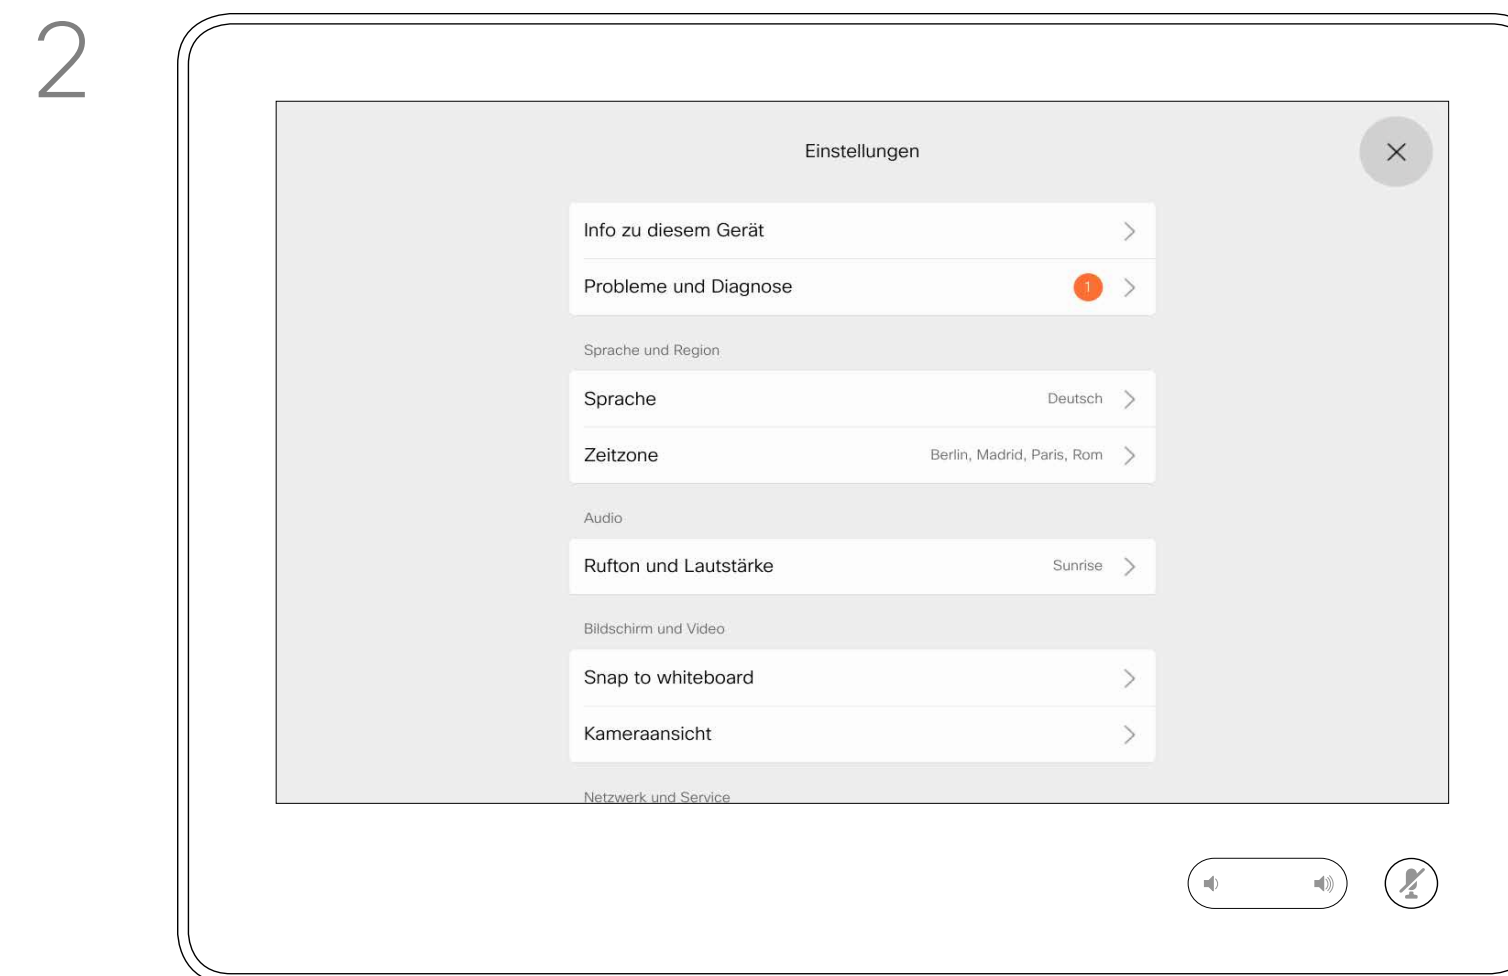 2
Einstellungen
Info zu diesem Gerät
Probleme und Diagnose 1
Sprache und Region
Sprache Deutsch
Zeitzone Berlin, Madrid, Paris, Rom
Audio
Rufton und Lautstärke Sunrise
Bildschirm und Video
Snap to whiteboard
Kameraansicht
Netzwerk und Service